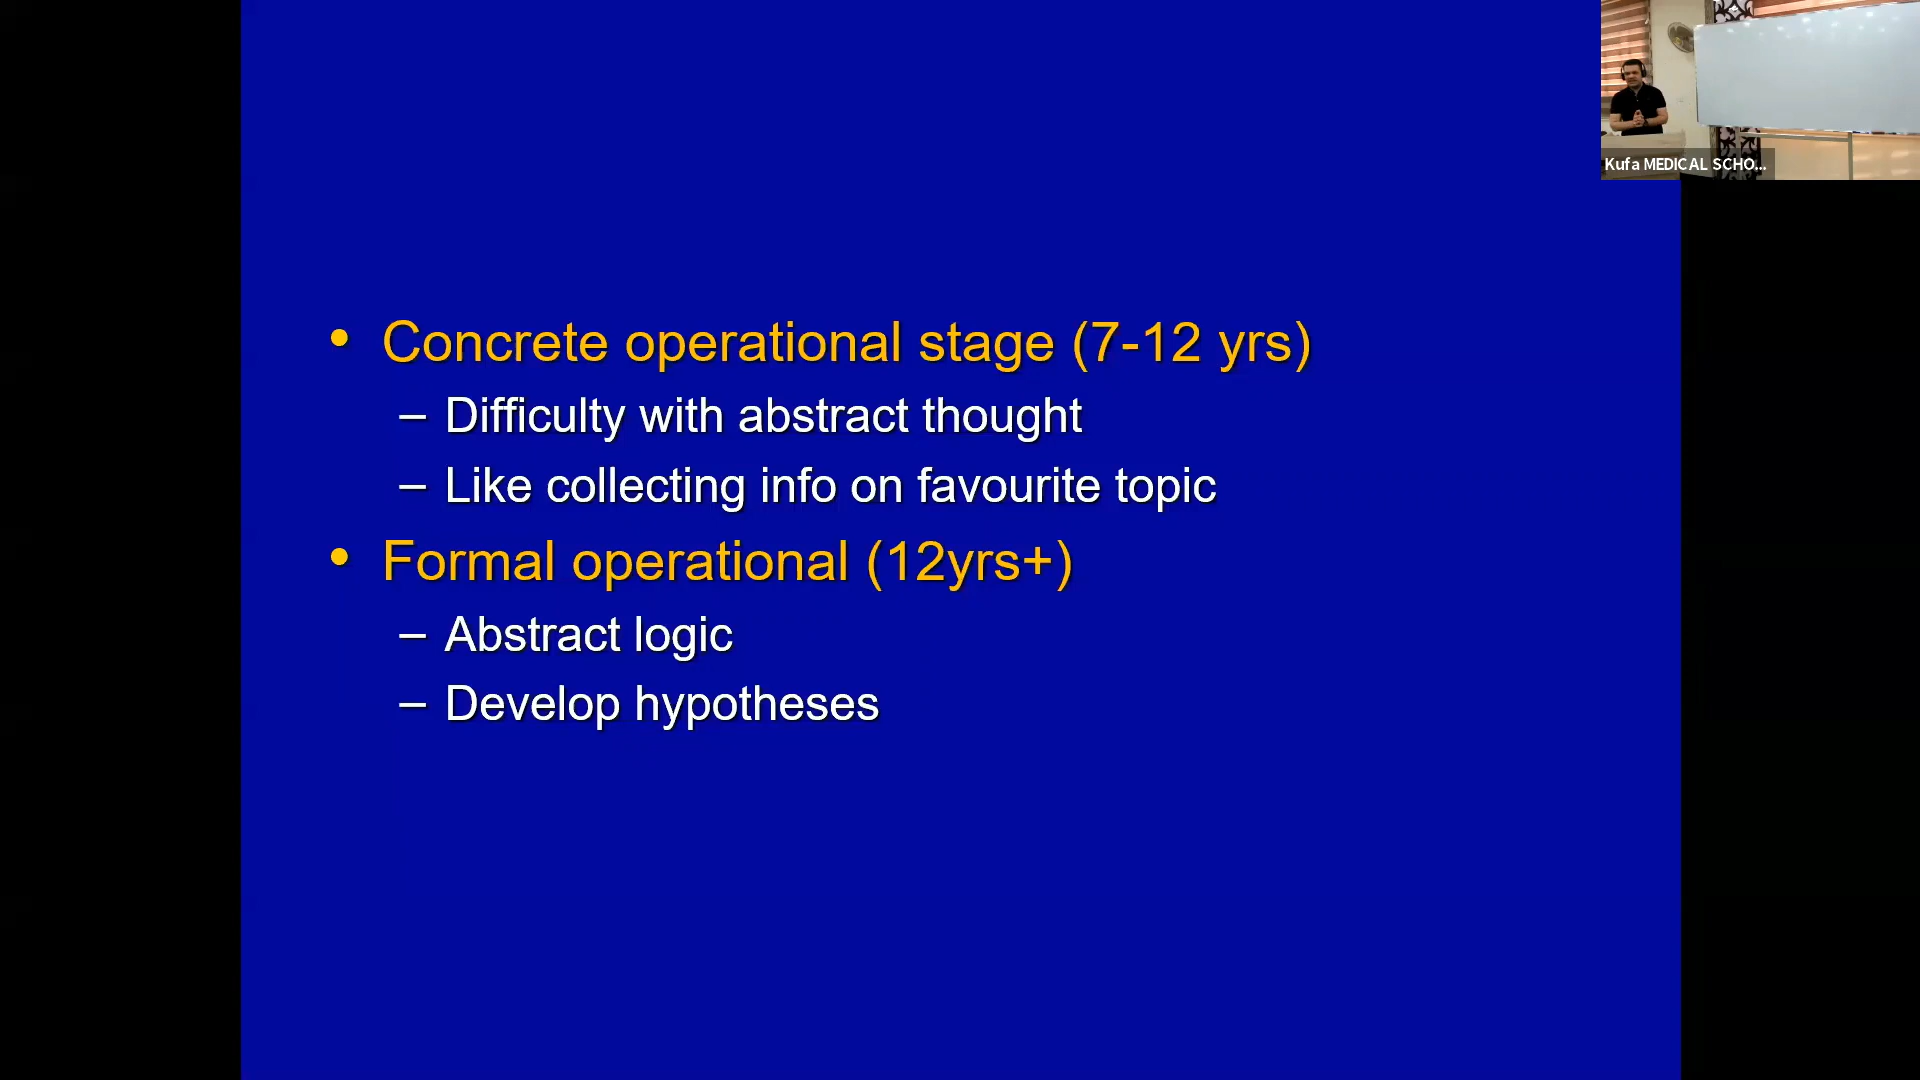 Kufa MEDICAL SCHO...
• Concrete operational stage (7-12 yrs)
– Difficulty with abstract thought
– Like collecting info on favourite topic
• Formal operational (12yrs+)
– Abstract logic
– Develop hypotheses